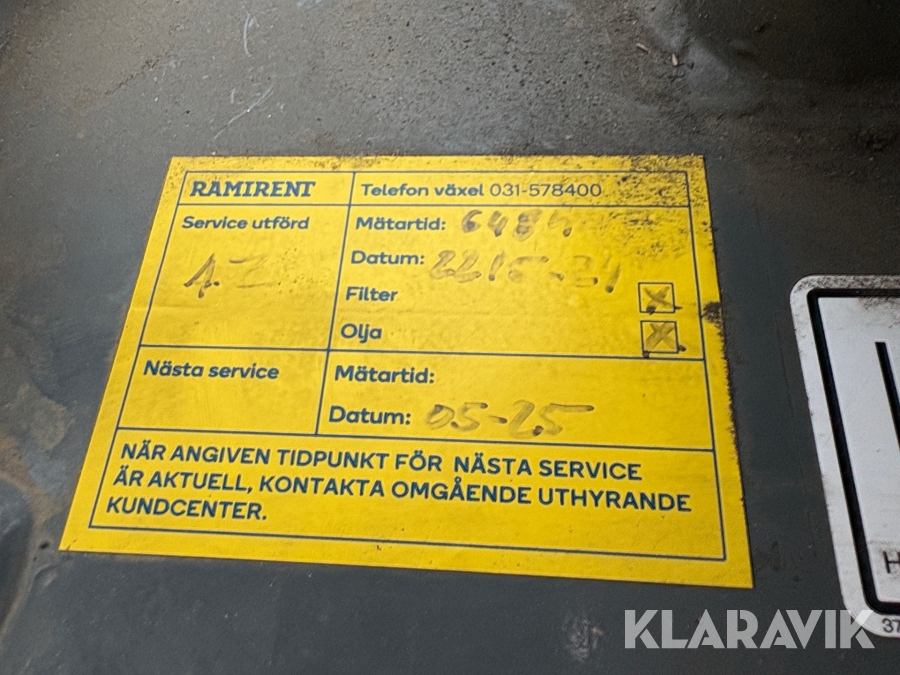 RAMIRENT
Telefon växel 031-578400
Service utförd
Mätartid:
Datum:
Filter
Olja
Nästa service
Mätartid:
Datum: 05-25
NÄR ANGIVEN TIDPUNKT FÖR NÄSTA SERVICE
ÄR AKTUELL, KONTAKTA OMGÅENDE UTHYRANDE
KUNDCENTER.
H
37
KLARAVIK